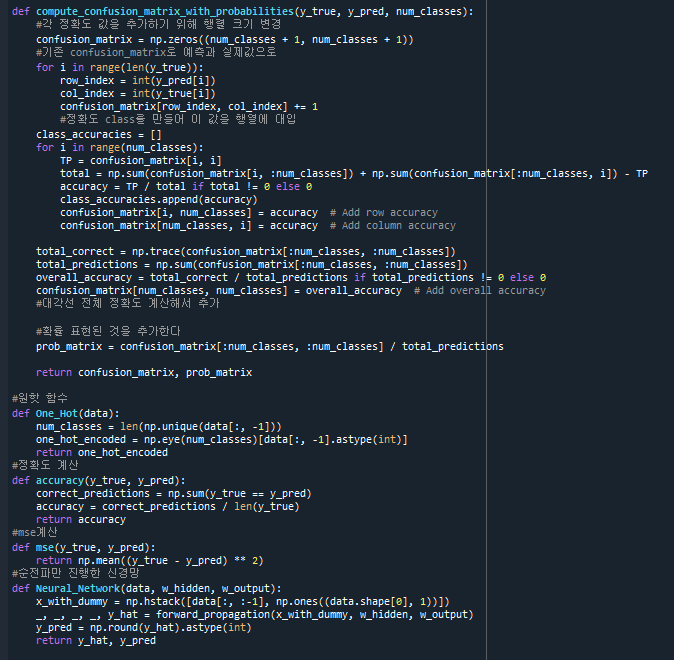 def compute_confusion_matrix_with_probabilities(y_true, y_pred, num_classes):
    #각 정확도 값을 추가하기 위해 행렬 크기 변경
    confusion_matrix = np.zeros((num_classes + 1, num_classes + 1))
    #기존 confusion_matrix로 예측과 실제값으로
    for i in range(len(y_true)):
        row_index = int(y_pred[i])
        col_index = int(y_true[i])
        confusion_matrix[row_index, col_index] += 1
        #정확도 class를 만들어 이 값을 행열에 대입
    class_accuracies = []
    for i in range(num_classes):
        TP = confusion_matrix[i, i]
        total = np.sum(confusion_matrix[i, :num_classes]) + np.sum(confusion_matrix[:num_classes, i]) - TP
        accuracy = TP / total if total != 0 else 0
        class_accuracies.append(accuracy)
        confusion_matrix[i, num_classes] = accuracy  # Add row accuracy
        confusion_matrix[num_classes, i] = accuracy  # Add column accuracy

    total_correct = np.trace(confusion_matrix[:num_classes, :num_classes])
    total_predictions = np.sum(confusion_matrix[:num_classes, :num_classes])
    overall_accuracy = total_correct / total_predictions if total_predictions != 0 else 0
    confusion_matrix[num_classes, num_classes] = overall_accuracy  # Add overall accuracy
    #대각선 전체 정확도 계산해서 추가

    #확률 표현된 것을 추가한다
    prob_matrix = confusion_matrix[:num_classes, :num_classes] / total_predictions

    return confusion_matrix, prob_matrix

#원핫 함수
def One_Hot(data):
    num_classes = len(np.unique(data[:, -1]))
    one_hot_encoded = np.eye(num_classes)[data[:, -1].astype(int)]
    return one_hot_encoded
#정확도 계산
def accuracy(y_true, y_pred):
    correct_predictions = np.sum(y_true == y_pred)
    accuracy = correct_predictions / len(y_true)
    return accuracy
#mse계산
def mse(y_true, y_pred):
    return np.mean((y_true - y_pred) ** 2)
#순전파만 진행한 신경망
def Neural_Network(data, w_hidden, w_output):
    x_with_dummy = np.hstack([data[:, :-1], np.ones((data.shape[0], 1))])
    _, _, _, _, y_hat = forward_propagation(x_with_dummy, w_hidden, w_output)
    y_pred = np.round(y_hat).astype(int)
    return y_hat, y_pred